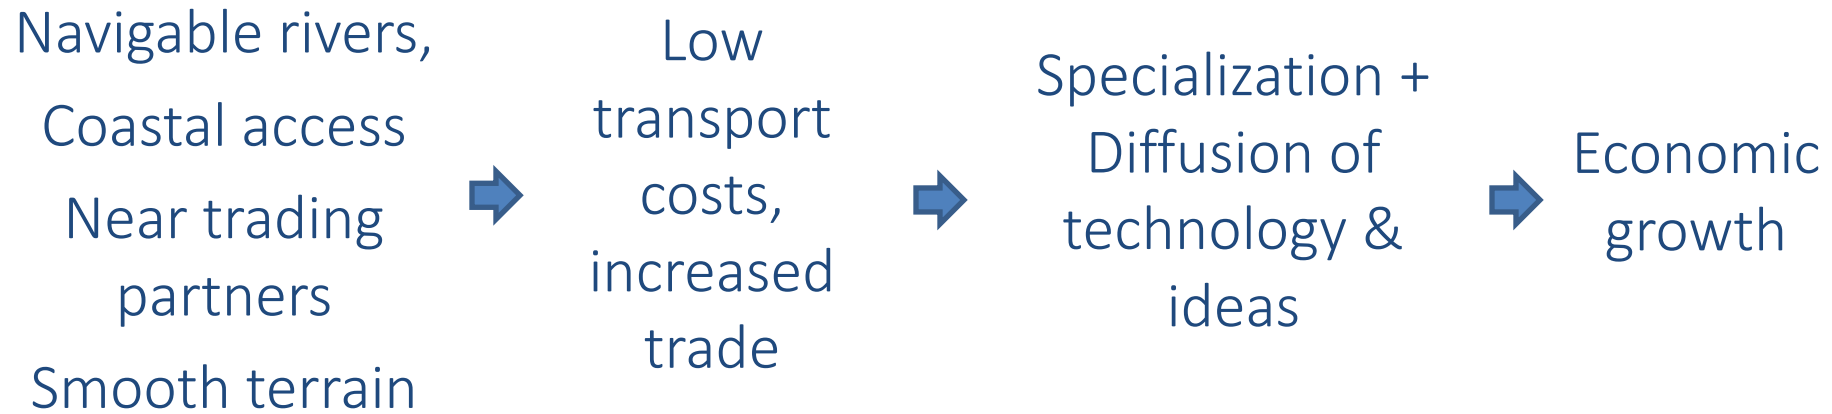 Navigable rivers,
Coastal access
Near trading
partners
Smooth terrain
Low
transport
costs,
increased
trade
Specialization +
Diffusion of
technology &
ideas
Economic
growth